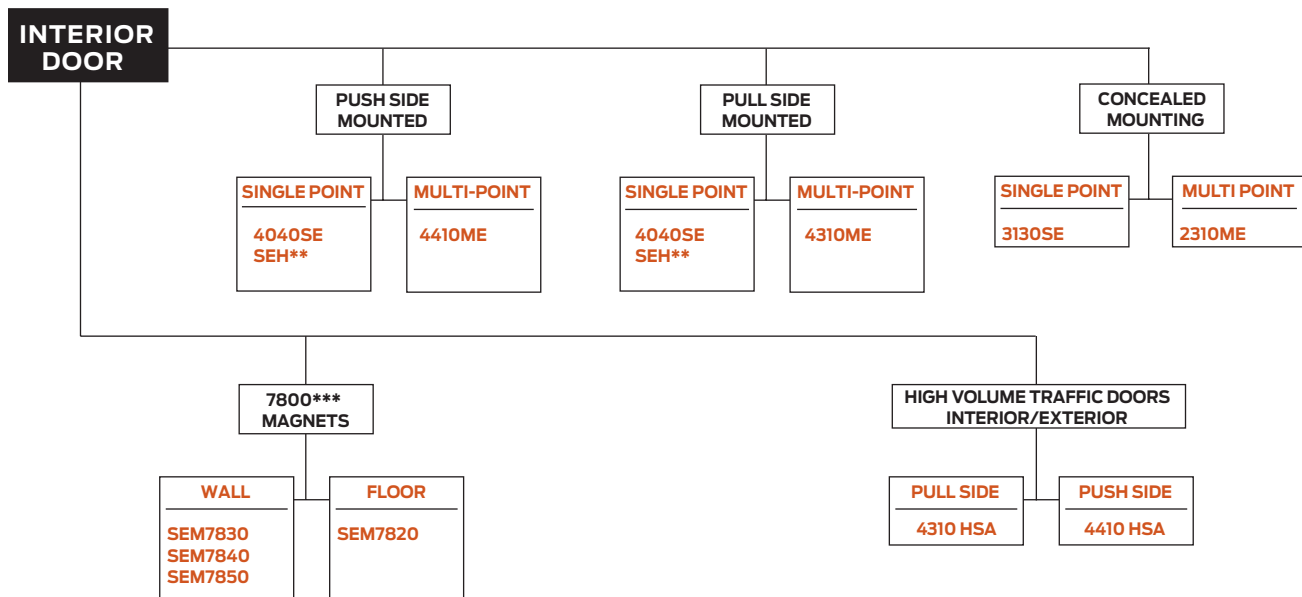 INTERIOR
DOOR
PUSH SIDE
MOUNTED
PULL SIDE
MOUNTED
CONCEALED
MOUNTING
SINGLE POINT
4040SE
SEH**
MULTI-POINT
4410ME
SINGLE POINT
4040SE
SEH**
MULTI-POINT
4310ME
SINGLE POINT
3130SE
MULTI POINT
2310ME
7800***
MAGNETS
HIGH VOLUME TRAFFIC DOORS
INTERIOR/EXTERIOR
WALL
SEM7830
SEM7840
SEM7850
FLOOR
SEM7820
PULL SIDE
4310 HSA
PUSH SIDE
4410 HSA